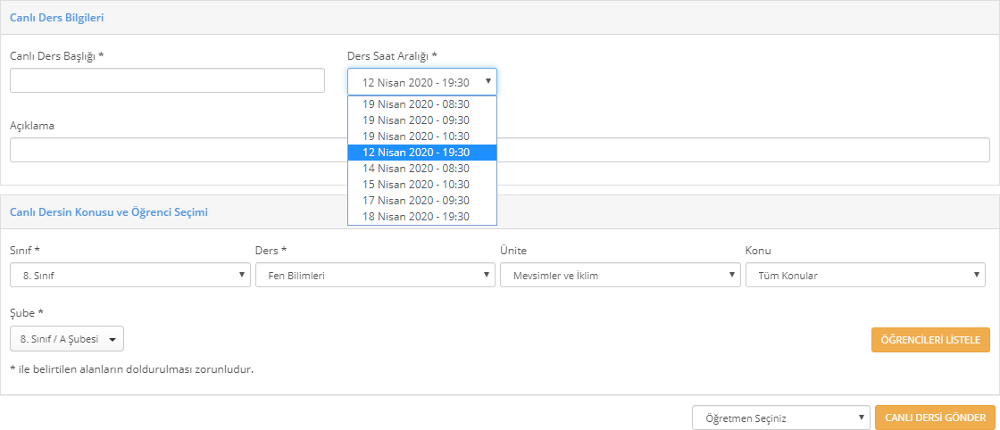 Canlı Ders Bilgileri
Canlı Ders Başlığı *
Ders Saat Aralığı *
12 Nisan 2020 - 19:30
19 Nisan 2020 - 08:30
19 Nisan 2020 - 09:30
19 Nisan 2020 - 10:30
12 Nisan 2020 - 19:30
14 Nisan 2020 - 08:30
15 Nisan 2020 - 10:30
17 Nisan 2020 - 09:30
18 Nisan 2020 - 19:30
Açıklama
Canlı Dersin Konusu ve Öğrenci Seçimi
Sınıf * Ders * Ünite Konu
8. Sınıf Fen Bilimleri Mevsimler ve İklim Tüm Konular
Şube *
8. Sınıf / A Şubesi
ÖĞRENCİLERİ LİSTELE
* ile belirtilen alanların doldurulması zorunludur.
Öğretmen Seçiniz
CANLI DERSİ GÖNDER